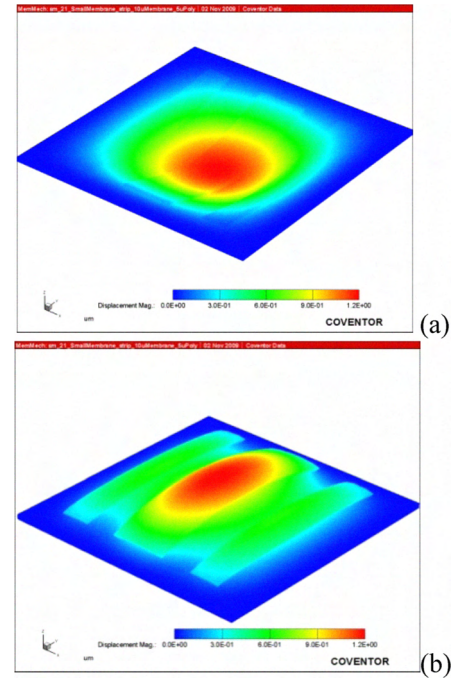 MemMech: am_21_SmallMembrane_strip_10uMembrane_5uPoly | 02 Nov 2009 | Coventor Data
Displacement Mag.: 0.0E+00 3.0E-01 6.0E-01 9.0E-01 1.2E+00
um
COVENTOR
(a)
MemMech: am_21_SmallMembrane_strip_10uMembrane_5uPoly | 02 Nov 2009 | Coventor Data
Displacement Mag.: 0.0E+00 3.0E-01 6.0E-01 9.0E-01 1.2E+00
um
COVENTOR
(b)